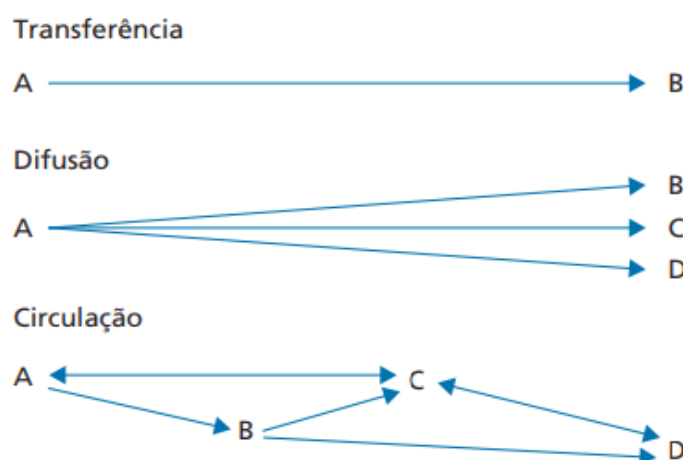 Transferência
A B
Difusão
B
A C
D
Circulação
A C
B
D